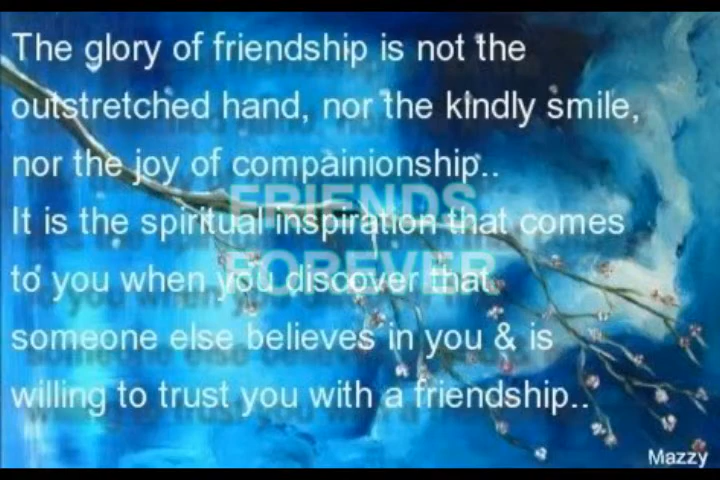 The glory of friendship is not the
outstretched hand, nor the kindly smile,
nor the joy of compainionship..
FRIENDS
It is the spiritual inspiration that comes
FOREVER
to you when you discover that
someone else believes in you & is
willing to trust you with a friendship..
Mazzy